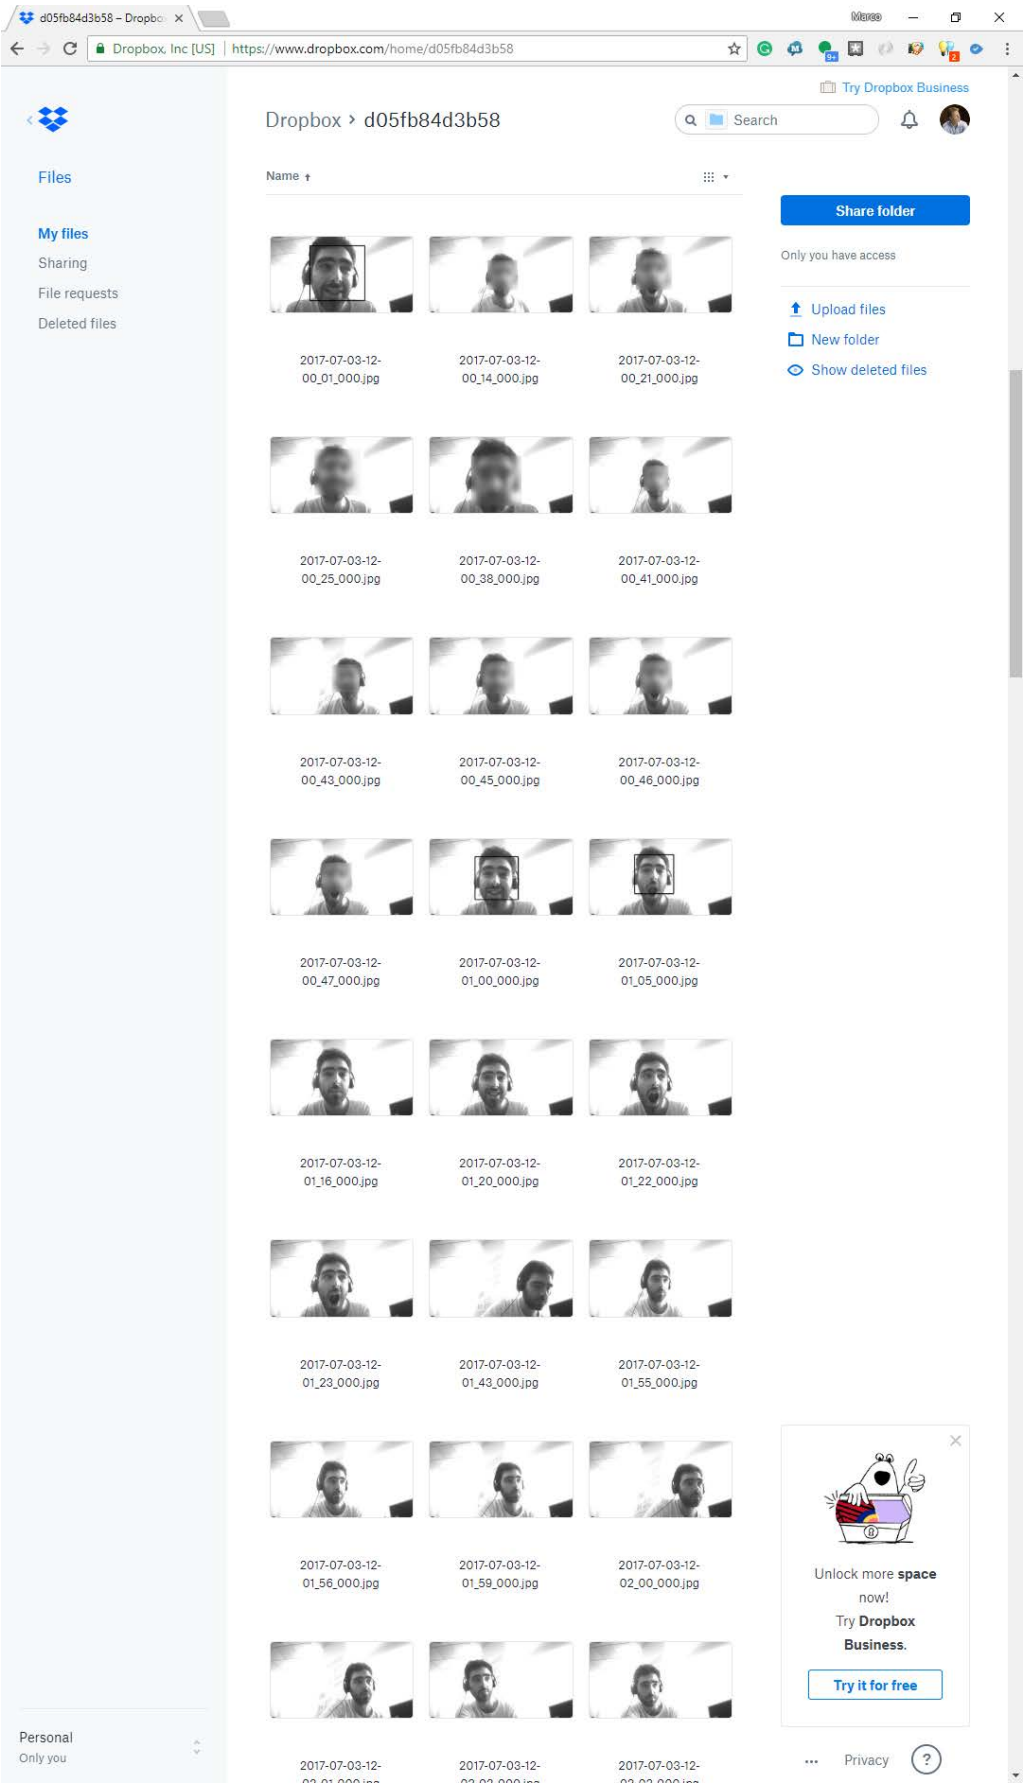 d05fb84d3b58 – Dropbo
Marco
Dropbox, Inc [US] | https://www.dropbox.com/home/d05fb84d3b58
9+
2
Try Dropbox Business
Dropbox › d05fb84d3b58
Search
Files
Name
Share folder
My files
Only you have access
Sharing
File requests
Upload files
Deleted files
New folder
Show deleted files
2017-07-03-12-
00_01_000.jpg
2017-07-03-12-
00_14_000.jpg
2017-07-03-12-
00_21_000.jpg
2017-07-03-12-
00_25_000.jpg
2017-07-03-12-
00_38_000.jpg
2017-07-03-12-
00_41_000.jpg
2017-07-03-12-
00_43_000.jpg
2017-07-03-12-
00_45_000.jpg
2017-07-03-12-
00_46_000.jpg
2017-07-03-12-
00_47_000.jpg
2017-07-03-12-
01_00_000.jpg
2017-07-03-12-
01_05_000.jpg
2017-07-03-12-
01_16_000.jpg
2017-07-03-12-
01_20_000.jpg
2017-07-03-12-
01_22_000.jpg
2017-07-03-12-
01_23_000.jpg
2017-07-03-12-
01_43_000.jpg
2017-07-03-12-
01_55_000.jpg
2017-07-03-12-
01_56_000.jpg
2017-07-03-12-
01_59_000.jpg
2017-07-03-12-
02_00_000.jpg
Unlock more space
now!
Try Dropbox
Business.
Try it for free
Personal
Only you
2017-07-03-12-
2017-07-03-12-
2017-07-03-12-
Privacy
?